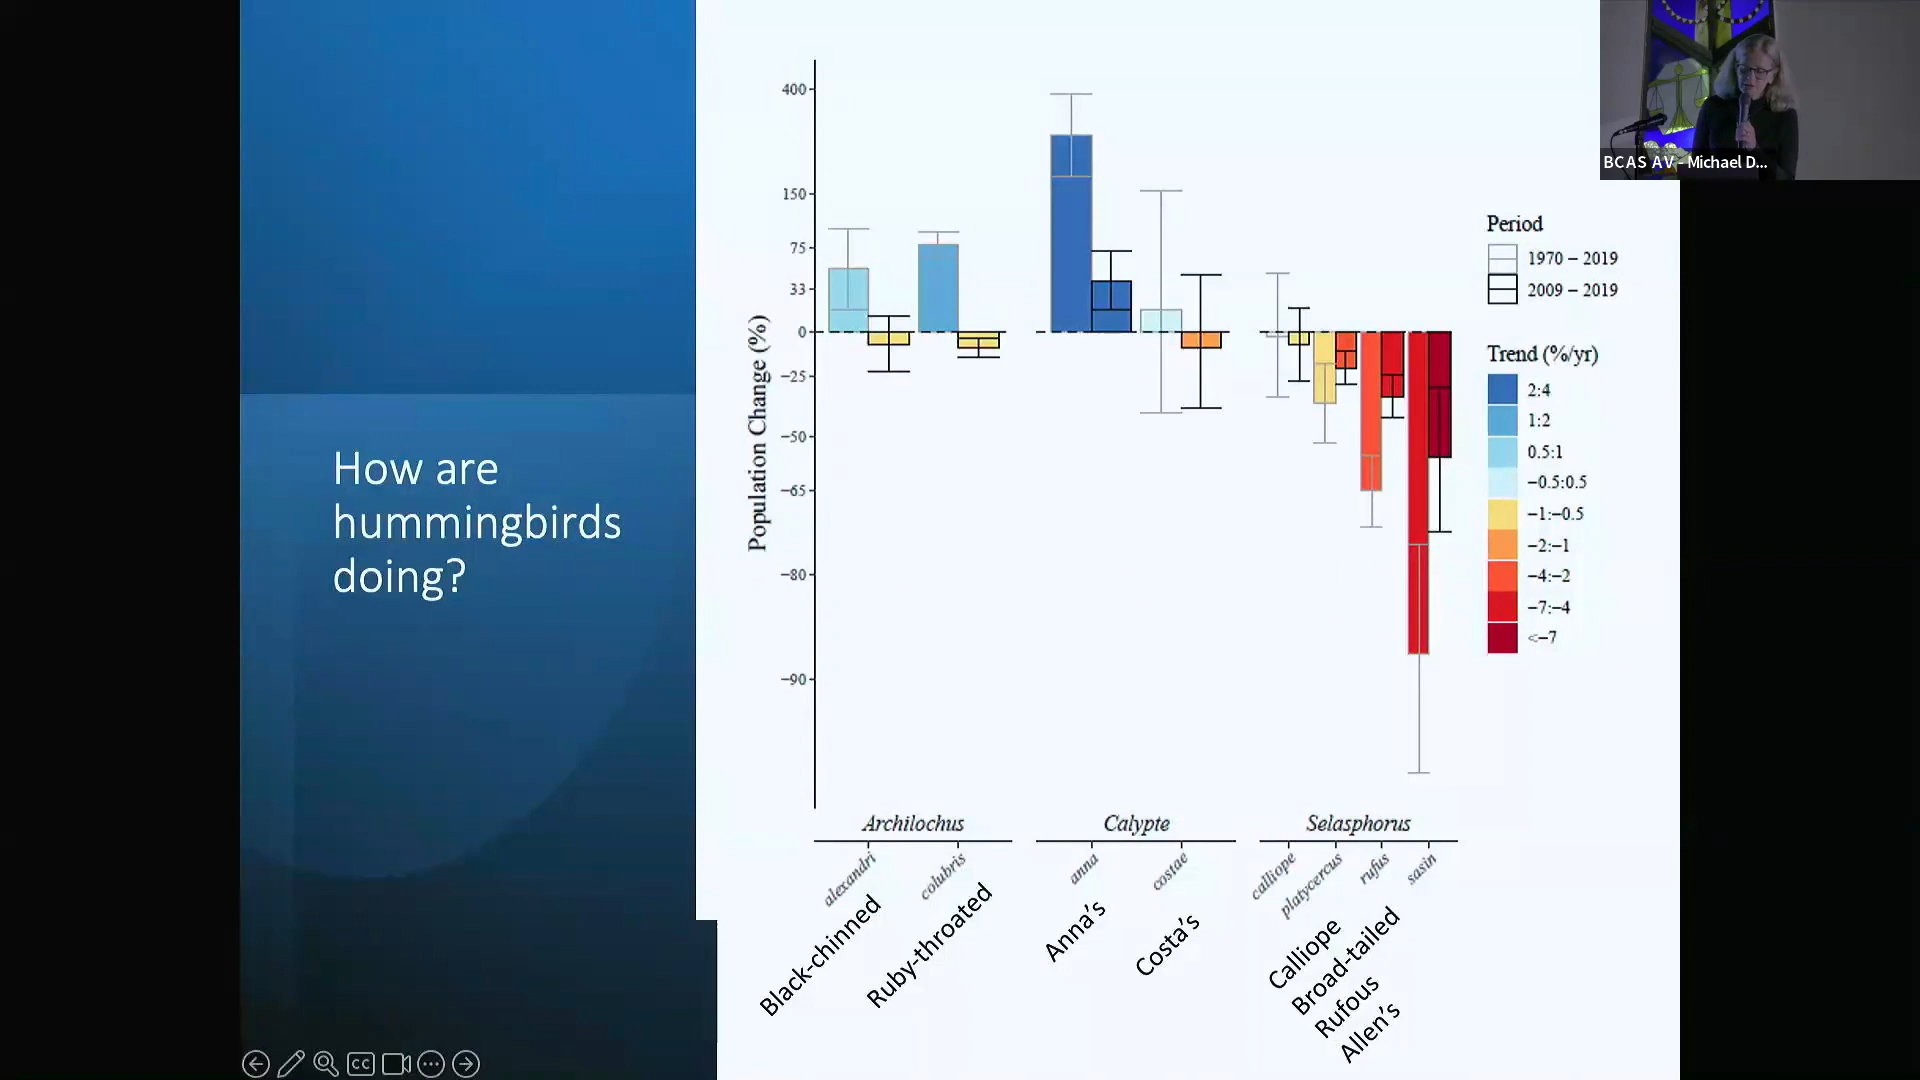 How are
hummingbirds
doing?
Population Change (%)
400
150
75
33
0
−25
−50
−65
−80
−90
Archilochus
Calypte
Selasphorus
alexandri
colubris
anna
costae
calliope
platycercus
rufus
sasin
Black-chinned
Ruby-throated
Anna's
Costa's
Calliope
Broad-tailed
Rufous
Allen's
Period
1970 – 2019
2009 – 2019
Trend (%/yr)
2:4
1:2
0.5:1
−0.5:0.5
−1:−0.5
−2:−1
−4:−2
−7:−4
<−7
BCAS AV - Michael D...
CC